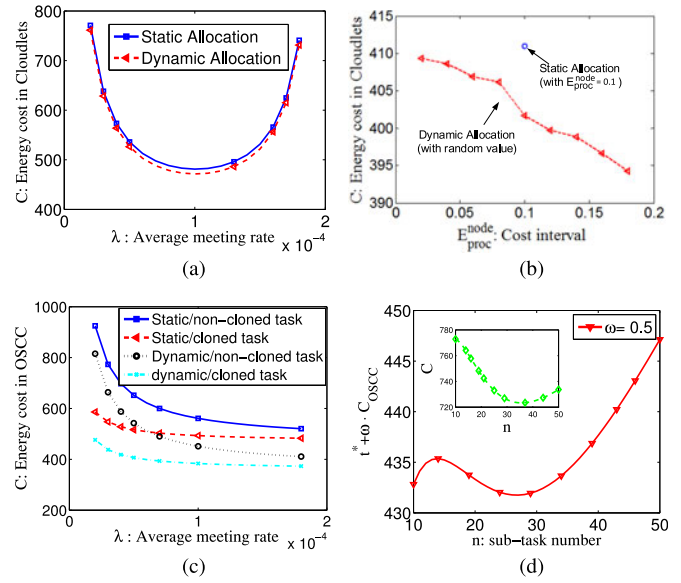 800
700
600
500
400
0
1
2
× 10⁻⁴
C: Energy cost in Cloudlets
λ : Average meeting rate
Static Allocation
Dynamic Allocation
(a)
415
410
405
400
395
390
0
0.05
0.1
0.15
0.2
C: Energy cost in Cloudlets
E_proc^node: Cost interval
Static Allocation
(with E_proc^node = 0.1 )
Dynamic Allocation
(with random value)
(b)
1000
800
600
400
200
0
0
1
2
× 10⁻⁴
C: Energy cost in OSCC
λ : Average meeting rate
Static/non-cloned task
Static/cloned task
Dynamic/non-cloned task
dynamic/cloned task
(c)
450
445
440
435
430
10
20
30
40
50
t* +ω· C_OSCC
n: sub-task number
ω= 0.5
780
760
740
720
10
20
30
40
50
C
n
(d)